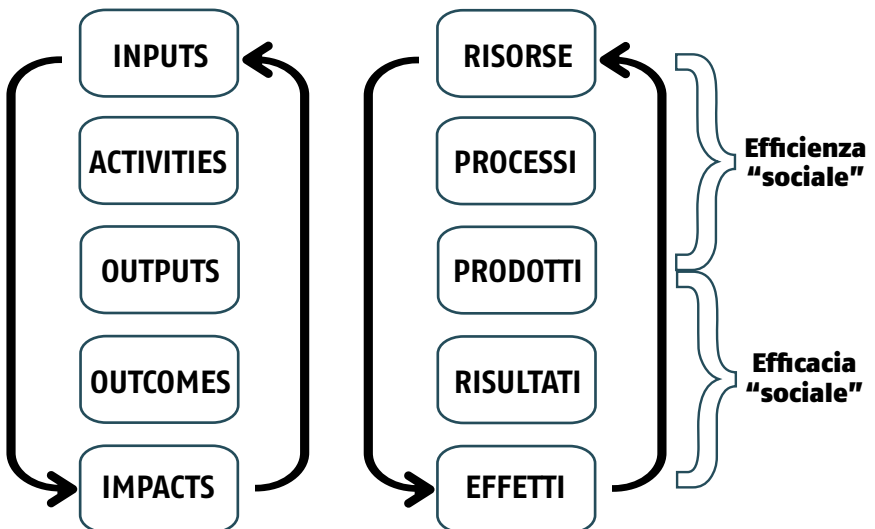 INPUTS
ACTIVITIES
OUTPUTS
OUTCOMES
IMPACTS
RISORSE
PROCESSI
PRODOTTI
RISULTATI
EFFETTI
Efficienza
“sociale”
Efficacia
“sociale”